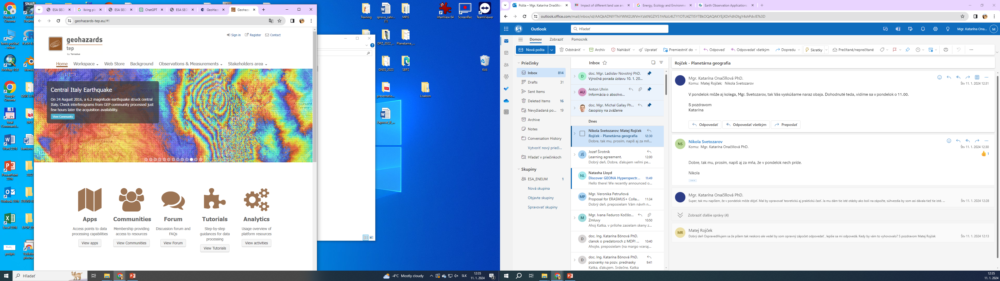 ESA SEO
living pla
ESA SEO
ChatGPT
ESA SEO
GeoHaz
Geohaza
geohazards-tep.eu/#!
Sign in
Register
Contact
geohazards
tep
by Terradue
Home
Workspace
Web Store
Background
Observations & Measurements
Stakeholders area
Central Italy Earthquake
On 24 August 2016, a 6.2 magnitude earthquake struck central
Italy. Check interferograms from GEP community processed just
few hours later the acquisition availability.
View Community
Norcia
Cascia
Acquasant
Terme
Accumoli
Apps
Access points to data
processing capabilities
View apps
Communities
Membership providing
access to resources
View Communities
Forum
Discussion forum and
FAQs
View Forum
Tutorials
Step-by-step
guidances for data
processing
View Tutorials
Analytics
Usage overview of
platform resources
View activities
Osoba 1 -
Chrome
SNAP
Deskto
Tento počítač
- odkaz
R x64 4.
ArcMap 10.8
blende
Google
Chrome
QGIS 3.16
Total
Command...
DPZ
Word 2016
bankove
PowerPoint
2016
2022
Outlook 2016
22EUSI-0
Excel 2016
EFOP_O
podpis
Vzdialen
plocha
Training
sprava_zahr...
(1)
MPG
DPZ_2022_...
Planetarna_...
GNSS_2023
SBP2
presentatio...
Lisabon
Zapocet_B_...
IrfanView 64
ScreenRec
TeamViewer
Kôš
Hľadať
-4°C Mostly cloudy
SLK
12:35
11. 1. 2024
2
Pošta – Mgr. Katarína Onačillov
Impact of different land use an
Energy, Ecology and Environme
Earth Observation Applications
outlook.office.com/mail/inbox/id/AAQkADNlYThiYWM2LWVmYzktNGZlYS1hNzU4LTY1OTU4ZTI5YTBkOQAQAKYEjXDrFdhDtgY4shPdvJE%3D
Outlook
Hľadať
Mgr. Katarína Ona...
M
Domov
Zobraziť
Pomocník
Nová pošta
Odstrániť
Archív
Nahlásiť
Upratať
Premiestniť do
Odpoveď
Odpovedať všetkým
Dopredu
Skratky
Prečítané/neprečítané
Priečinky
Inbox 814
Drafts 31
Sent Items
Deleted Items 16
Nevyžiadaná po... 19
Archive
Notes
Conversation History
Vytvoriť nový prieči...
Hľadať v priečinkoch
Skupiny
ESA_ENEUM 1
Nová skupina
Objavte skupiny
Spravovať skupiny
Inbox
D
doc. Mgr. Ladislav Novotný PhD.
Výročná porada ústavu 10. 1. 20...
AU
Anton Uhrin
Informácia o absolvo...
doc. Mgr. Michal Gallay Ph...
časopisiy na zváženie
Dnes
Nikola Svetozarov: Matej Rojček
Rojček - Planetárna geografia 12:30
Dobre, tak mu, prosím, napíš aj za mň...
JŠ
Jozef Širotník
Learning agreement. 12:00
Dobrý deň, Dobre, ďakujem veľmi pe...
NL
Natasha Lloyd
Discover GEONA Hyperspectr... 11:49
Hello there! We recently announced o...
MP
Mgr. Veronika Petruňová
Proposal for ERASMUS+ Colla... 11:34
Dobrý deň, preposielam Vám návrh n...
M
Mgr. Ivana Fedurco Kočišo...
Zmluvy 10:50
Ahoj Katka, v prílohe zasielam skeny z...
D
doc. Ing. Katarína Bónová PhD.
clanok o predatoroch z MDPI ... 10:40
Ahojte, preposielam (na margo vceraj...
D
doc. Ing. Katarína Bónová PhD.
pozvanky na pozv. prednasky 9:41
Katka, ďakujem. Srdečne, Katka
Rojček - Planetárna geografia
Mgr. Katarína Onačillová PhD.
Komu: Matej Rojček; Nikola Svetozarov
Štv 11. 1. 2024 12:31
V pondelok môže aj kolega, Mgr. Svetozarov, tak Vás vyskúšame naraz obaja. Dohodnuté teda, vidíme sa v pondelok o 11.00.
S pozdravom
Katarína
Odpovedať
Odpovedať všetkým
Preposlať
NS
Nikola Svetozarov
Komu: Mgr. Katarína Onačillová PhD.
Štv 11. 1. 2024 12:30
1
Dobre, tak mu, prosím, napíš aj za mňa, že v pondelok nech príde.
Nikola
Mgr. Katarína Onačillová PhD.
Super, tak mu napíšem, že v pondelok môže dôjsť. Mal by opravovať teoretickú aj praktickú časť. Ja mu dám tie isté otázky ako boli na zápočte, súhvezdia by som asi dávala tiež tie isté. ...
Štv 11. 1. 2024 12:28
Zobraziť ďalšie správy (4)
MR
Matej Rojček
Dobrý deň Ospravedlňujem sa že píšem tak neskoro ale vedel by som opravný zápočet odpovedať , lepšie sa mi odpovedá. Kedy by vám to vyhovovalo? S pozdravom Matej Rojček
Štv 11. 1. 2024 12:13
12:35
11. 1. 2024